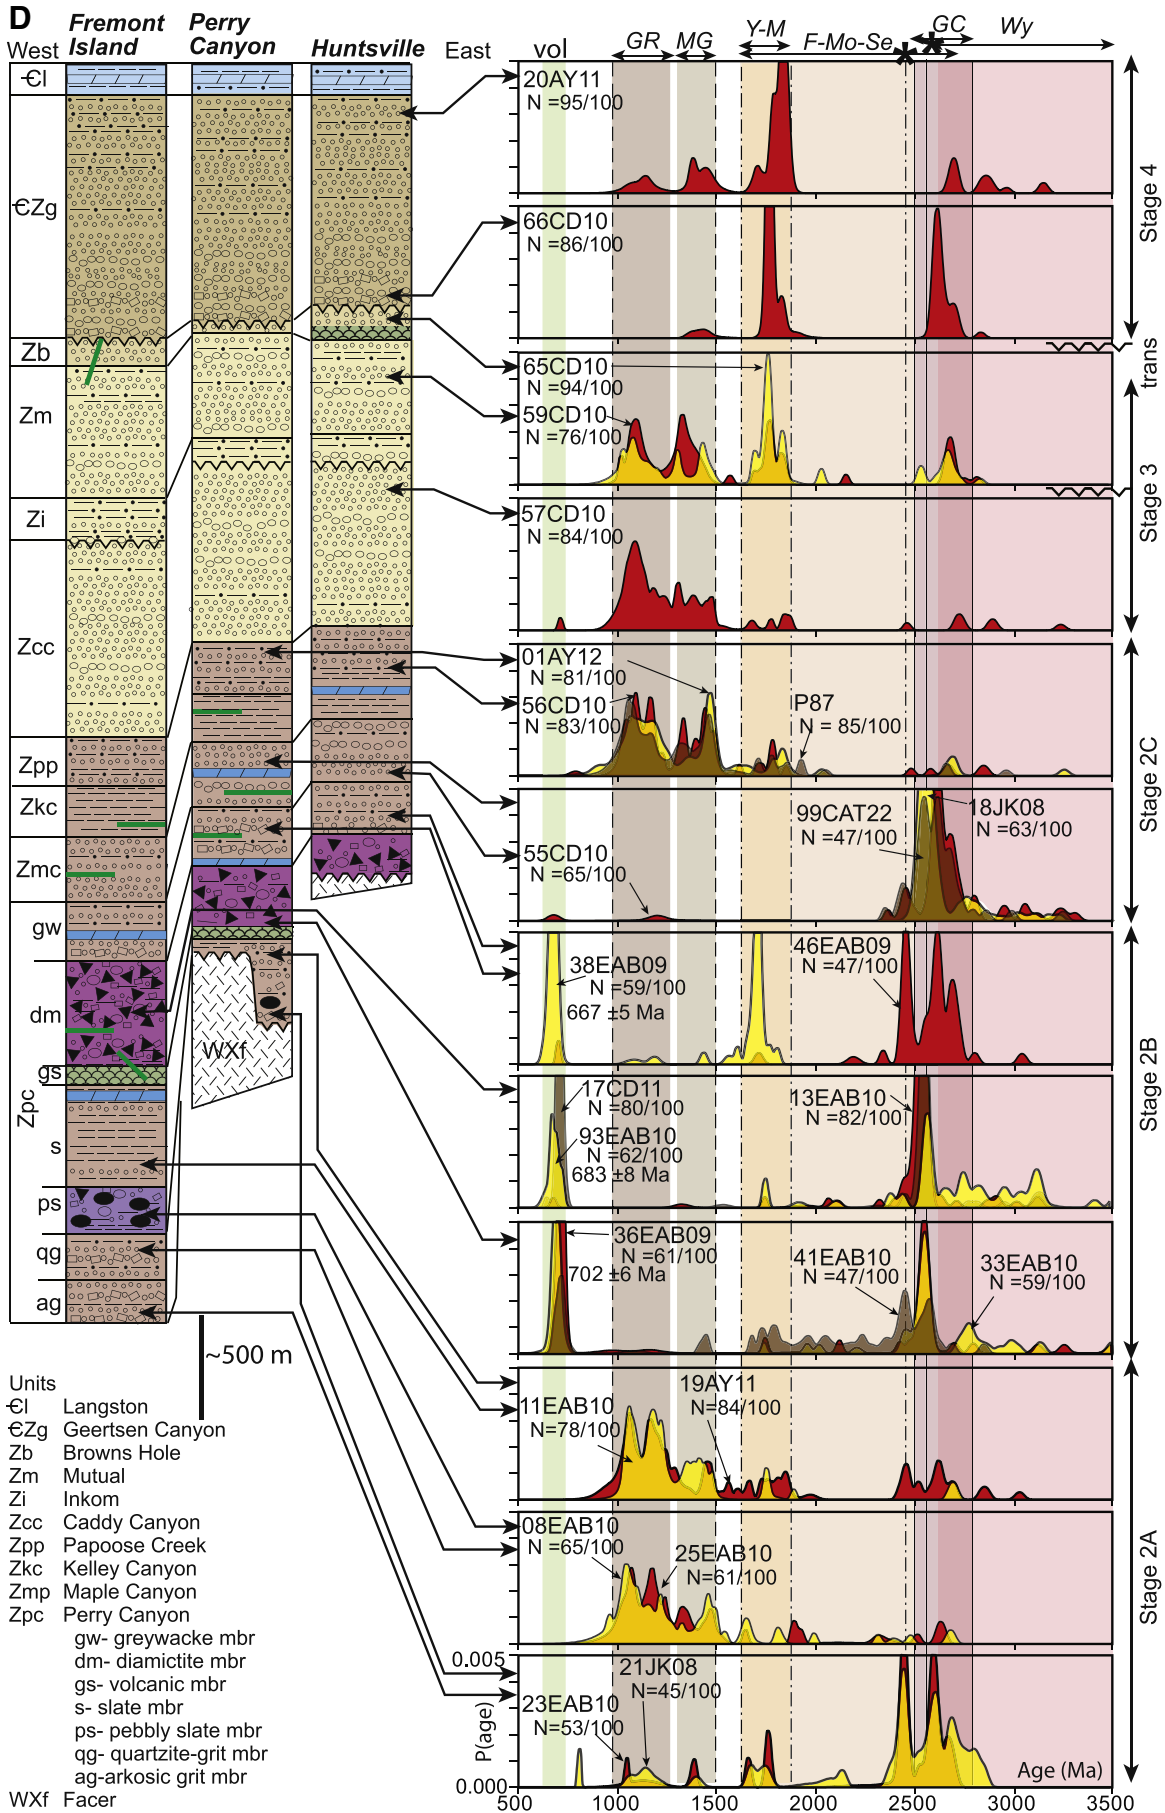 D
Fremont Island
Perry Canyon
Huntsville
West
East
vol
GR
MG
Y-M
F-Mo-Se
*
*
GC
Wy
Єl
ЄZg
Zb
Zm
Zi
Zcc
Zpp
Zkc
Zmc
gw
dm
gs
Zpc
s
ps
qg
ag
WXf
~500 m
20AY11
N =95/100
66CD10
N =86/100
65CD10
N =94/100
59CD10
N =76/100
57CD10
N =84/100
01AY12
N =81/100
56CD10
N =83/100
P87
N = 85/100
99CAT22
N =47/100
18JK08
N =63/100
55CD10
N =65/100
38EAB09
N =59/100
667 ±5 Ma
46EAB09
N =47/100
17CD11
N =80/100
93EAB10
N =62/100
683 ±8 Ma
13EAB10
N =82/100
36EAB09
N =61/100
702 ±6 Ma
41EAB10
N =47/100
33EAB10
N =59/100
11EAB10
N=78/100
19AY11
N=84/100
08EAB10
N =65/100
25EAB10
N=61/100
21JK08
N=45/100
23EAB10
N=53/100
0.005
P(age)
0.000
Age (Ma)
500 1000 1500 2000 2500 3000 3500
Stage 4
trans
Stage 3
Stage 2C
Stage 2B
Stage 2A
Units
Єl Langston
ЄZg Geertsen Canyon
Zb Browns Hole
Zm Mutual
Zi Inkom
Zcc Caddy Canyon
Zpp Papoose Creek
Zkc Kelley Canyon
Zmp Maple Canyon
Zpc Perry Canyon
gw- greywacke mbr
dm- diamictite mbr
gs- volcanic mbr
s- slate mbr
ps- pebbly slate mbr
qg- quartzite-grit mbr
ag-arkosic grit mbr
WXf Facer